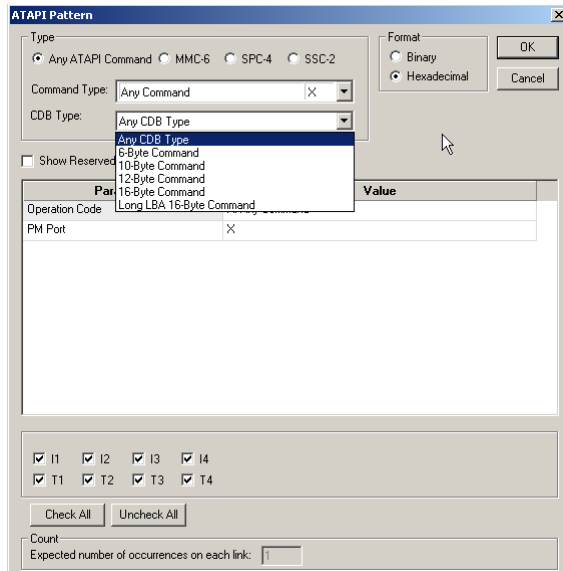 ATAPI Pattern
Type
Any ATAPI Command MMC-6 SPC-4 SSC-2
Command Type: Any Command X
CDB Type: Any CDB Type
Any CDB Type
6-Byte Command
10-Byte Command
12-Byte Command
16-Byte Command
Long LBA 16-Byte Command
Format
Binary
Hexadecimal
OK
Cancel
Show Reserved
Value
Operation Code
PM Port X
I1 I2 I3 I4
T1 T2 T3 T4
Check All Uncheck All
Count
Expected number of occurrences on each link: 1